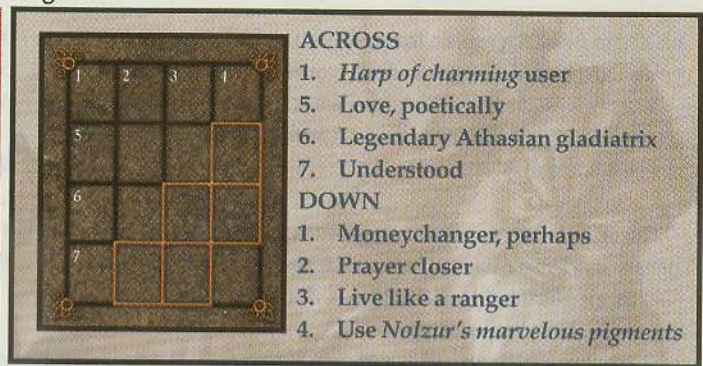 1 2 3 4
5
6
7
ACROSS
1. Harp of charming user
5. Love, poetically
6. Legendary Athasian gladiatrix
7. Understood
DOWN
1. Moneychanger, perhaps
2. Prayer closer
3. Live like a ranger
4. Use Nolzur's marvelous pigments